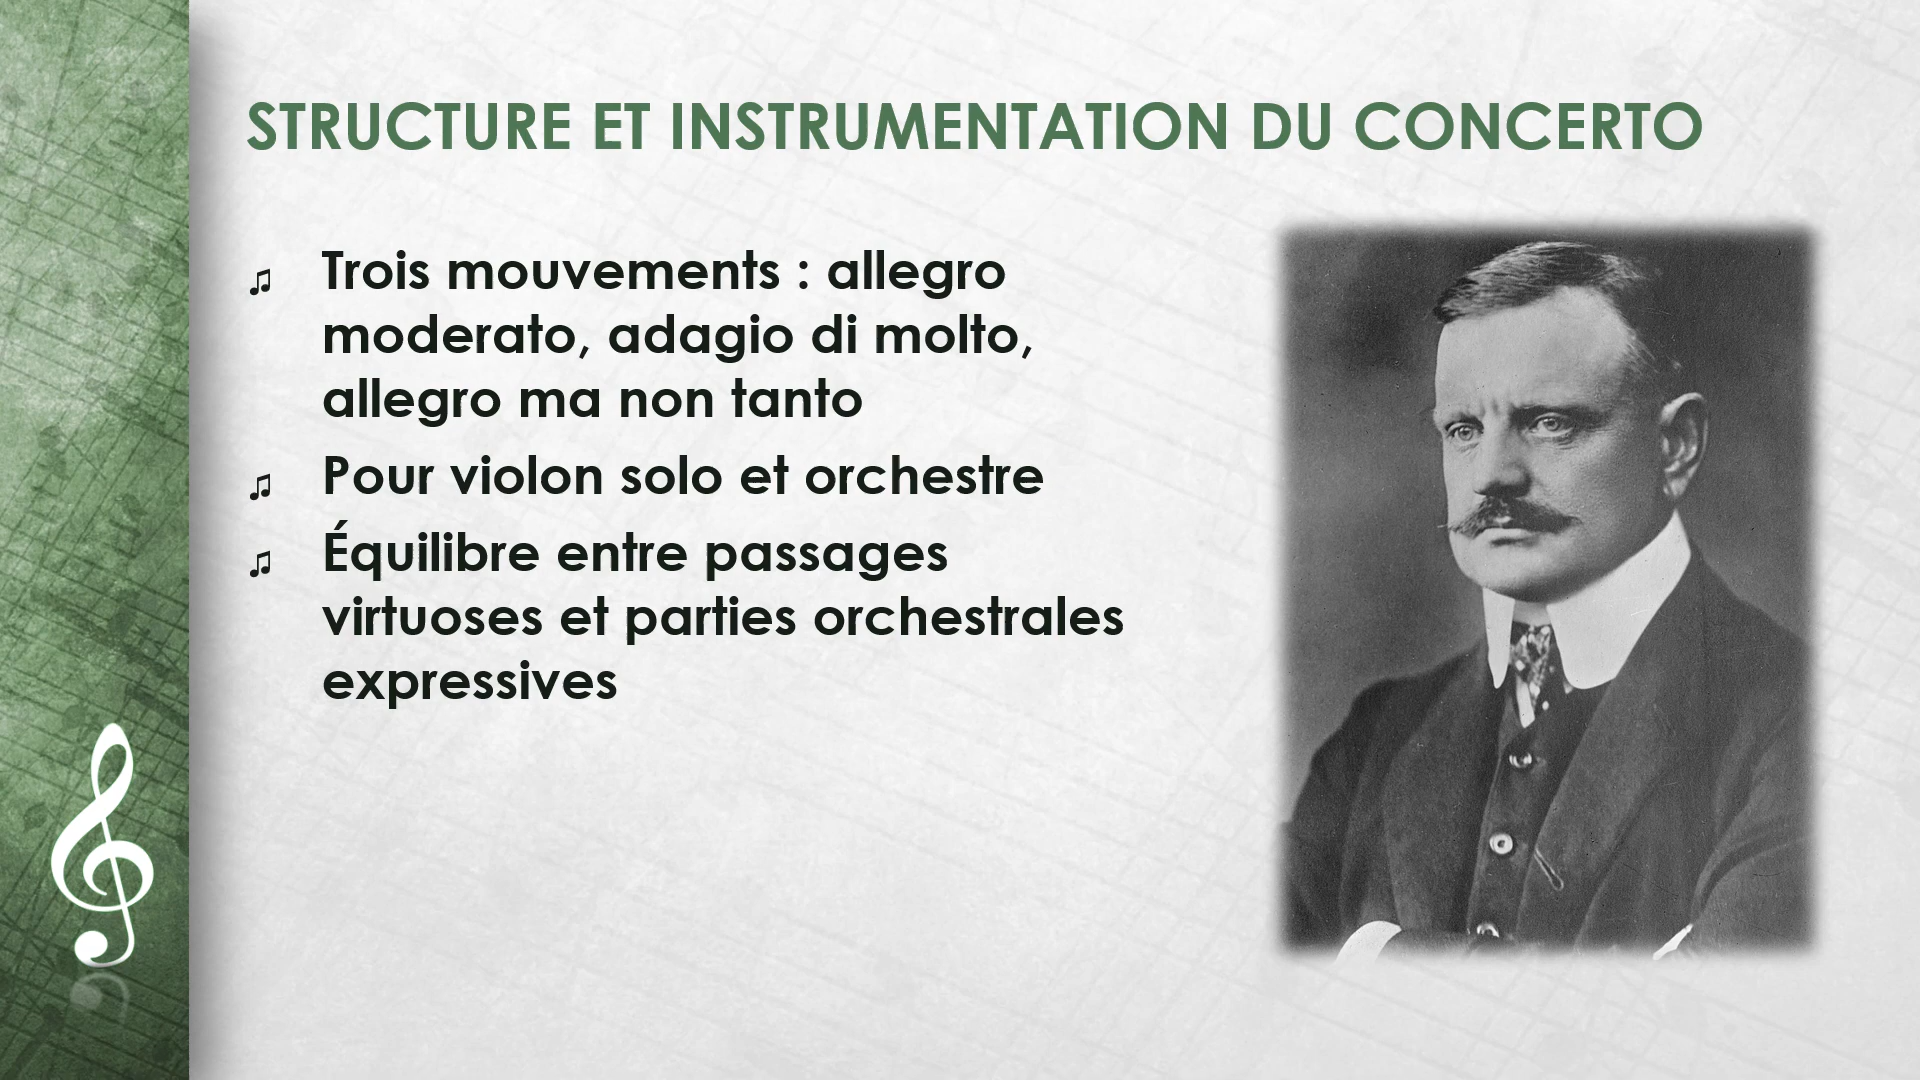 STRUCTURE ET INSTRUMENTATION DU CONCERTO
♫ Trois mouvements : allegro
moderato, adagio di molto,
allegro ma non tanto
♫ Pour violon solo et orchestre
♫ Équilibre entre passages
virtuoses et parties orchestrales
expressives